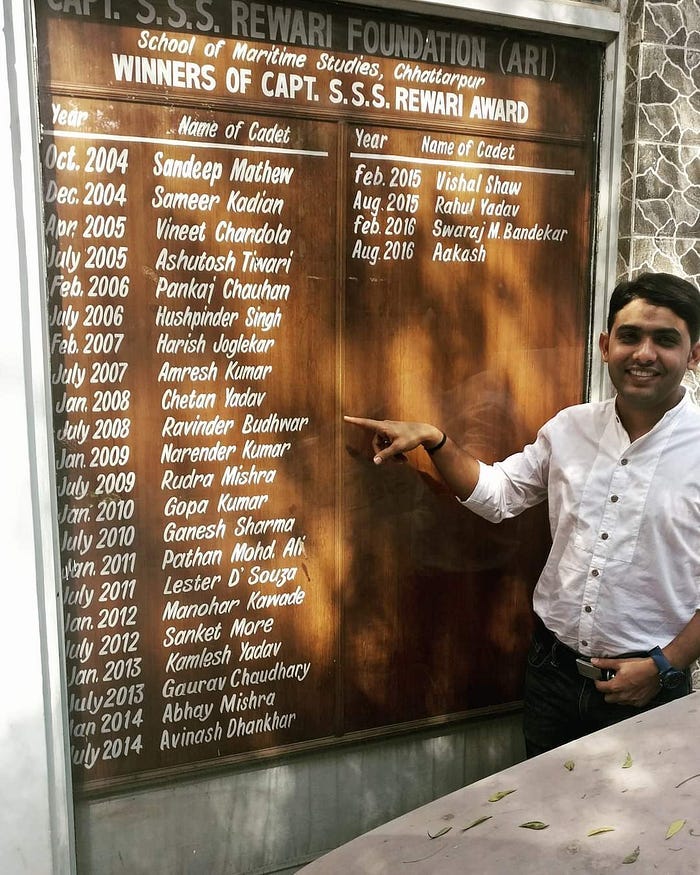 CAPT. S.S.S. REWARI FOUNDATION (ARI)
School of Maritime Studies, Chhattarpur
WINNERS OF CAPT. S.S.S. REWARI AWARD
Year Name of Cadet
Oct. 2004 Sandeep Mathew
Dec. 2004 Sameer Kadian
Apr. 2005 Vineet Chandola
July 2005 Ashutosh Tiwari
Feb. 2006 Pankaj Chauhan
July 2006 Hushpinder Singh
Feb. 2007 Harish Joglekar
July 2007 Amresh Kumar
Jan. 2008 Chetan Yadav
July 2008 Ravinder Budhwar
Jan. 2009 Narender Kumar
July 2009 Rudra Mishra
Jan. 2010 Gopa Kumar
July 2010 Ganesh Sharma
Jan. 2011 Pathan Mohd. Ali
July 2011 Lester D'Souza
Jan. 2012 Manohar Kawade
July 2012 Sanket More
Jan. 2013 Kamlesh Yadav
July 2013 Gaurav Chaudhary
Jan 2014 Abhay Mishra
July 2014 Avinash Dhankhar
Year Name of Cadet
Feb. 2015 Vishal Shaw
Aug. 2015 Rahul Yadav
Feb. 2016 Swaraj M. Bandekar
Aug. 2016 Aakash